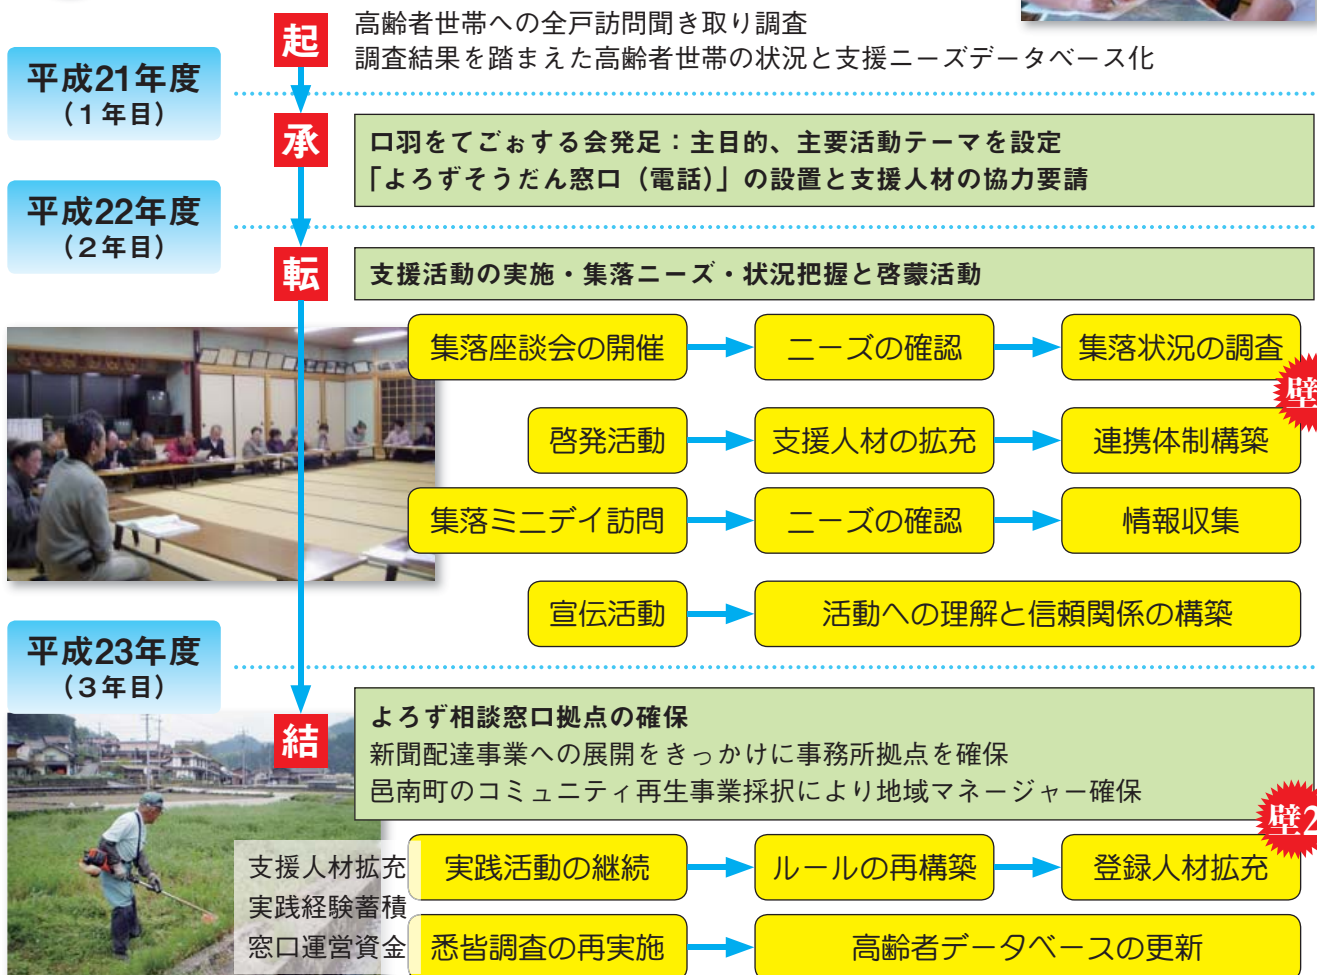 起
高齢者世帯への全戸訪問聞き取り調査
調査結果を踏まえた高齢者世帯の状況と支援ニーズデータベース化
平成21年度
(1年目)
承
口羽をてごぉする会発足：主目的、主要活動テーマを設定
「よろずそうだん窓口（電話）」の設置と支援人材の協力要請
平成22年度
(2年目)
転
支援活動の実施・集落ニーズ・状況把握と啓蒙活動
集落座談会の開催
ニーズの確認
集落状況の調査
壁
啓発活動
支援人材の拡充
連携体制構築
集落ミニデイ訪問
ニーズの確認
情報収集
宣伝活動
活動への理解と信頼関係の構築
平成23年度
(3年目)
結
よろず相談窓口拠点の確保
新聞配達事業への展開をきっかけに事務所拠点を確保
邑南町のコミュニティ再生事業採択により地域マネージャー確保
壁2
支援人材拡充
実践経験蓄積
窓口運営資金
実践活動の継続
ルールの再構築
登録人材拡充
悉皆調査の再実施
高齢者データベースの更新